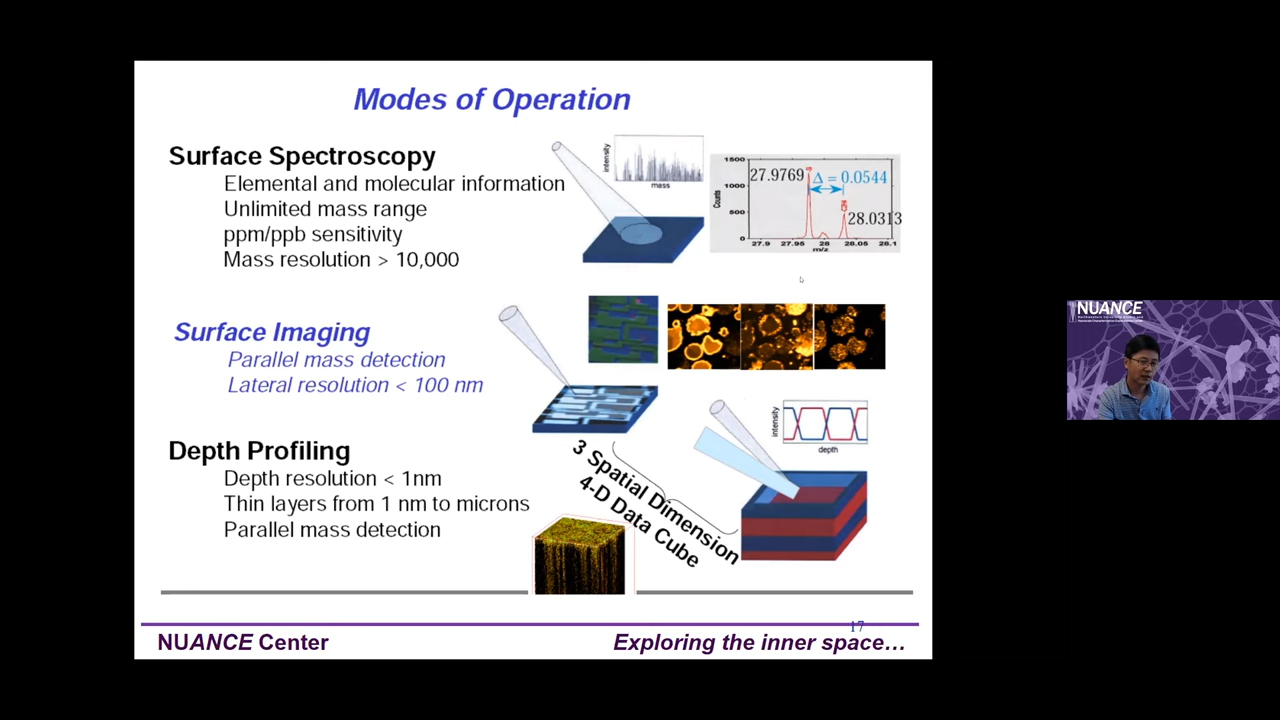 Modes of Operation
Surface Spectroscopy
Elemental and molecular information
Unlimited mass range
ppm/ppb sensitivity
Mass resolution > 10,000
intensity
mass
1500
1000
500
0
Counts
27.9769
Δ = 0.0544
28.0313
27.9 27.95 28 28.05 28.1
m/z
Surface Imaging
Parallel mass detection
Lateral resolution < 100 nm
Depth Profiling
Depth resolution < 1nm
Thin layers from 1 nm to microns
Parallel mass detection
3 Spatial Dimension
4-D Data Cube
intensity
depth
17
NUANCE Center
Exploring the inner space…
NUANCE